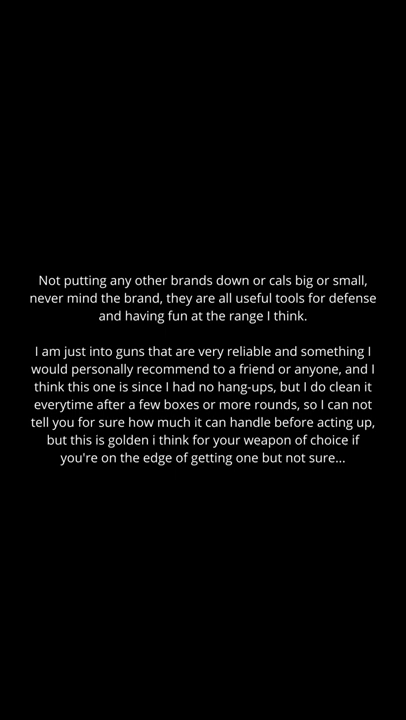 Not putting any other brands down or cals big or small,
never mind the brand, they are all useful tools for defense
and having fun at the range I think.
I am just into guns that are very reliable and something I
would personally recommend to a friend or anyone, and I
think this one is since I had no hang-ups, but I do clean it
everytime after a few boxes or more rounds, so I can not
tell you for sure how much it can handle before acting up,
but this is golden i think for your weapon of choice if
you're on the edge of getting one but not sure...